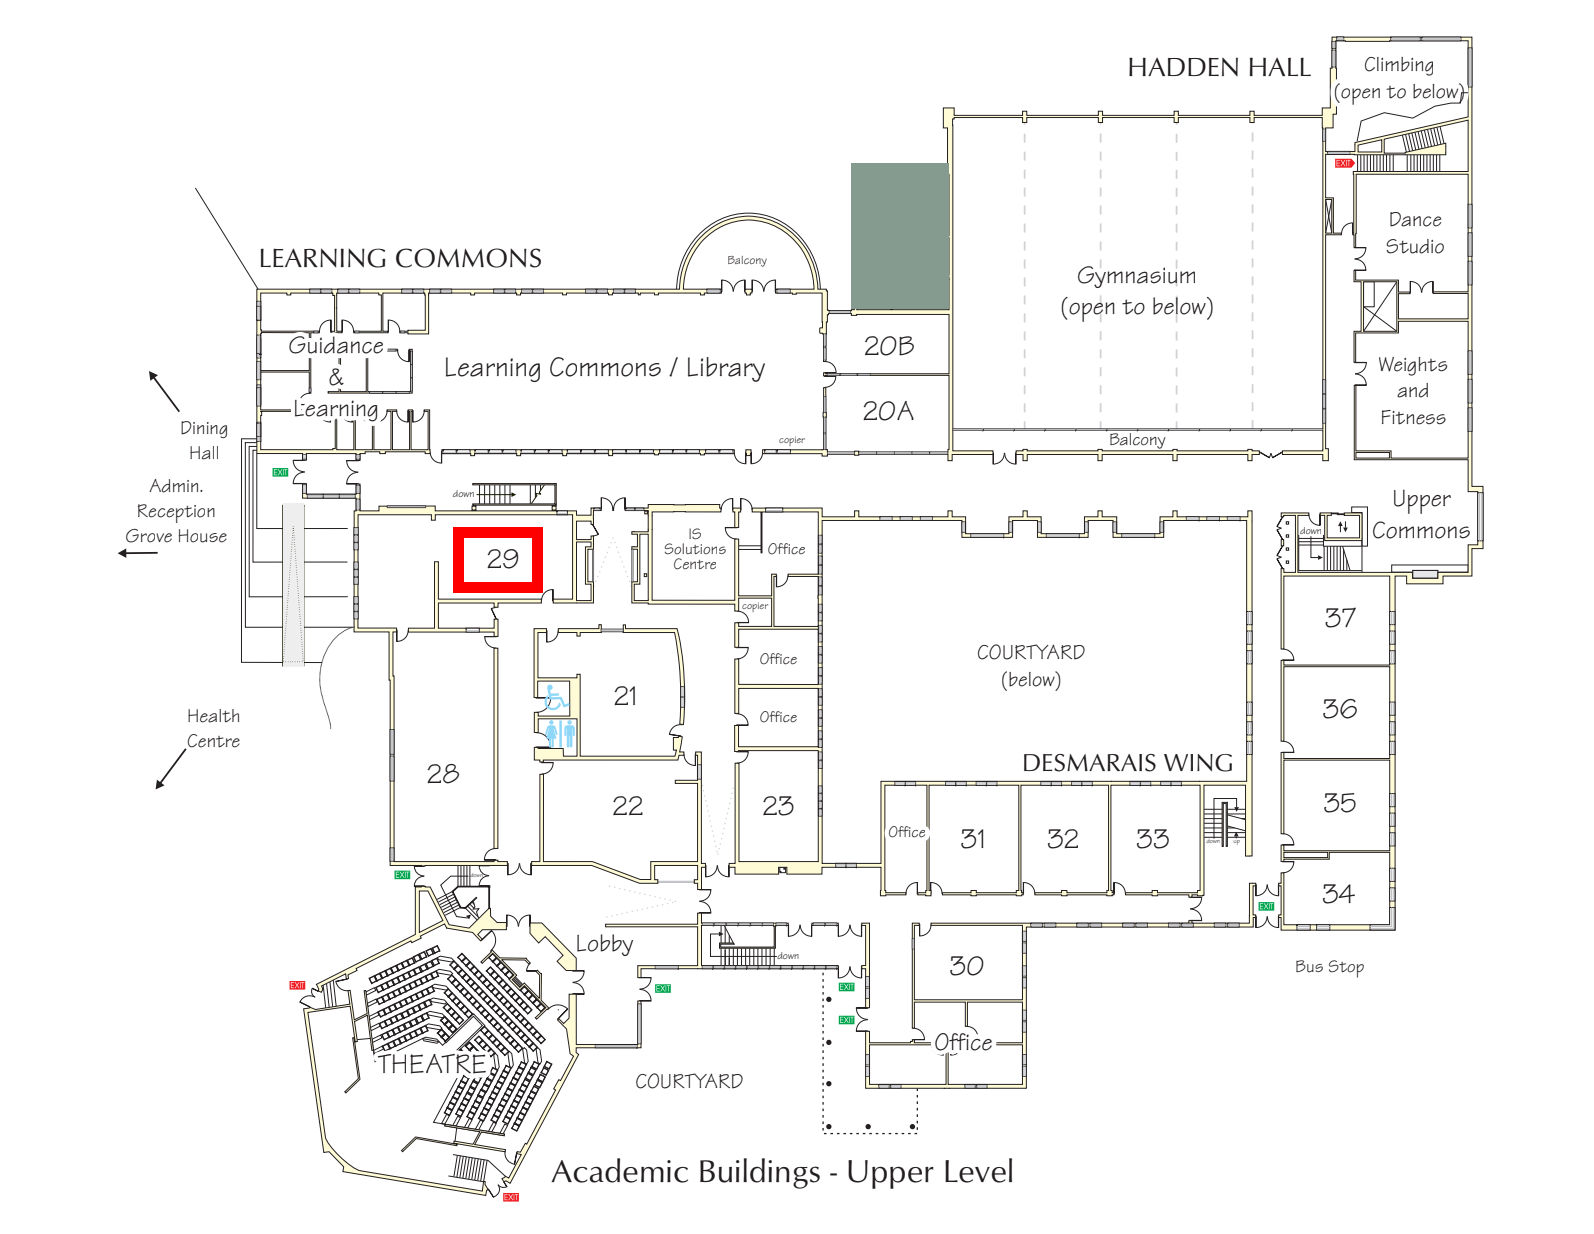 HADDEN HALL
Climbing
(open to below)
EXIT
Dance
Studio
LEARNING COMMONS
Balcony
Gymnasium
(open to below)
Guidance
&
Learning
Learning Commons / Library
20B
20A
Weights
and
Fitness
Dining
Hall
copier
Balcony
EXIT
Admin.
Reception
Grove House
down
Upper
Commons
down
29
IS
Solutions
Centre
Office
copier
37
Office
COURTYARD
(below)
21
36
Health
Centre
Office
DESMARAIS WING
28
22
23
35
Office
31
32
33
down
up
EXIT
down
34
EXIT
Lobby
down
30
Bus Stop
EXIT
EXIT
EXIT
EXIT
Office
THEATRE
COURTYARD
Academic Buildings - Upper Level
EXIT